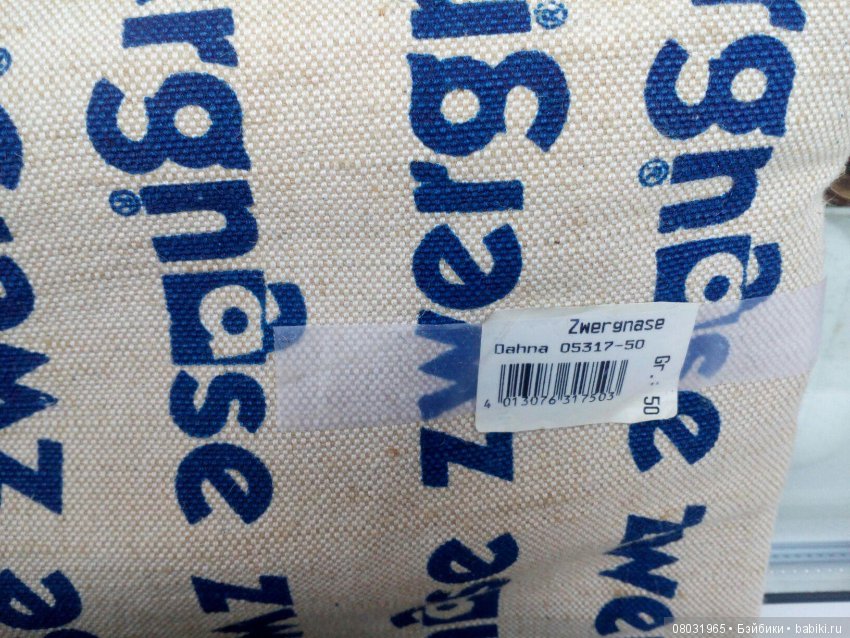 zwergnase
®
zwergnase
®
zwergnase
®
Zwergnase
Dahna 05317-50
Gr.: 50
4 013076 317503
08031965 • Бэйбики • babiki.ru